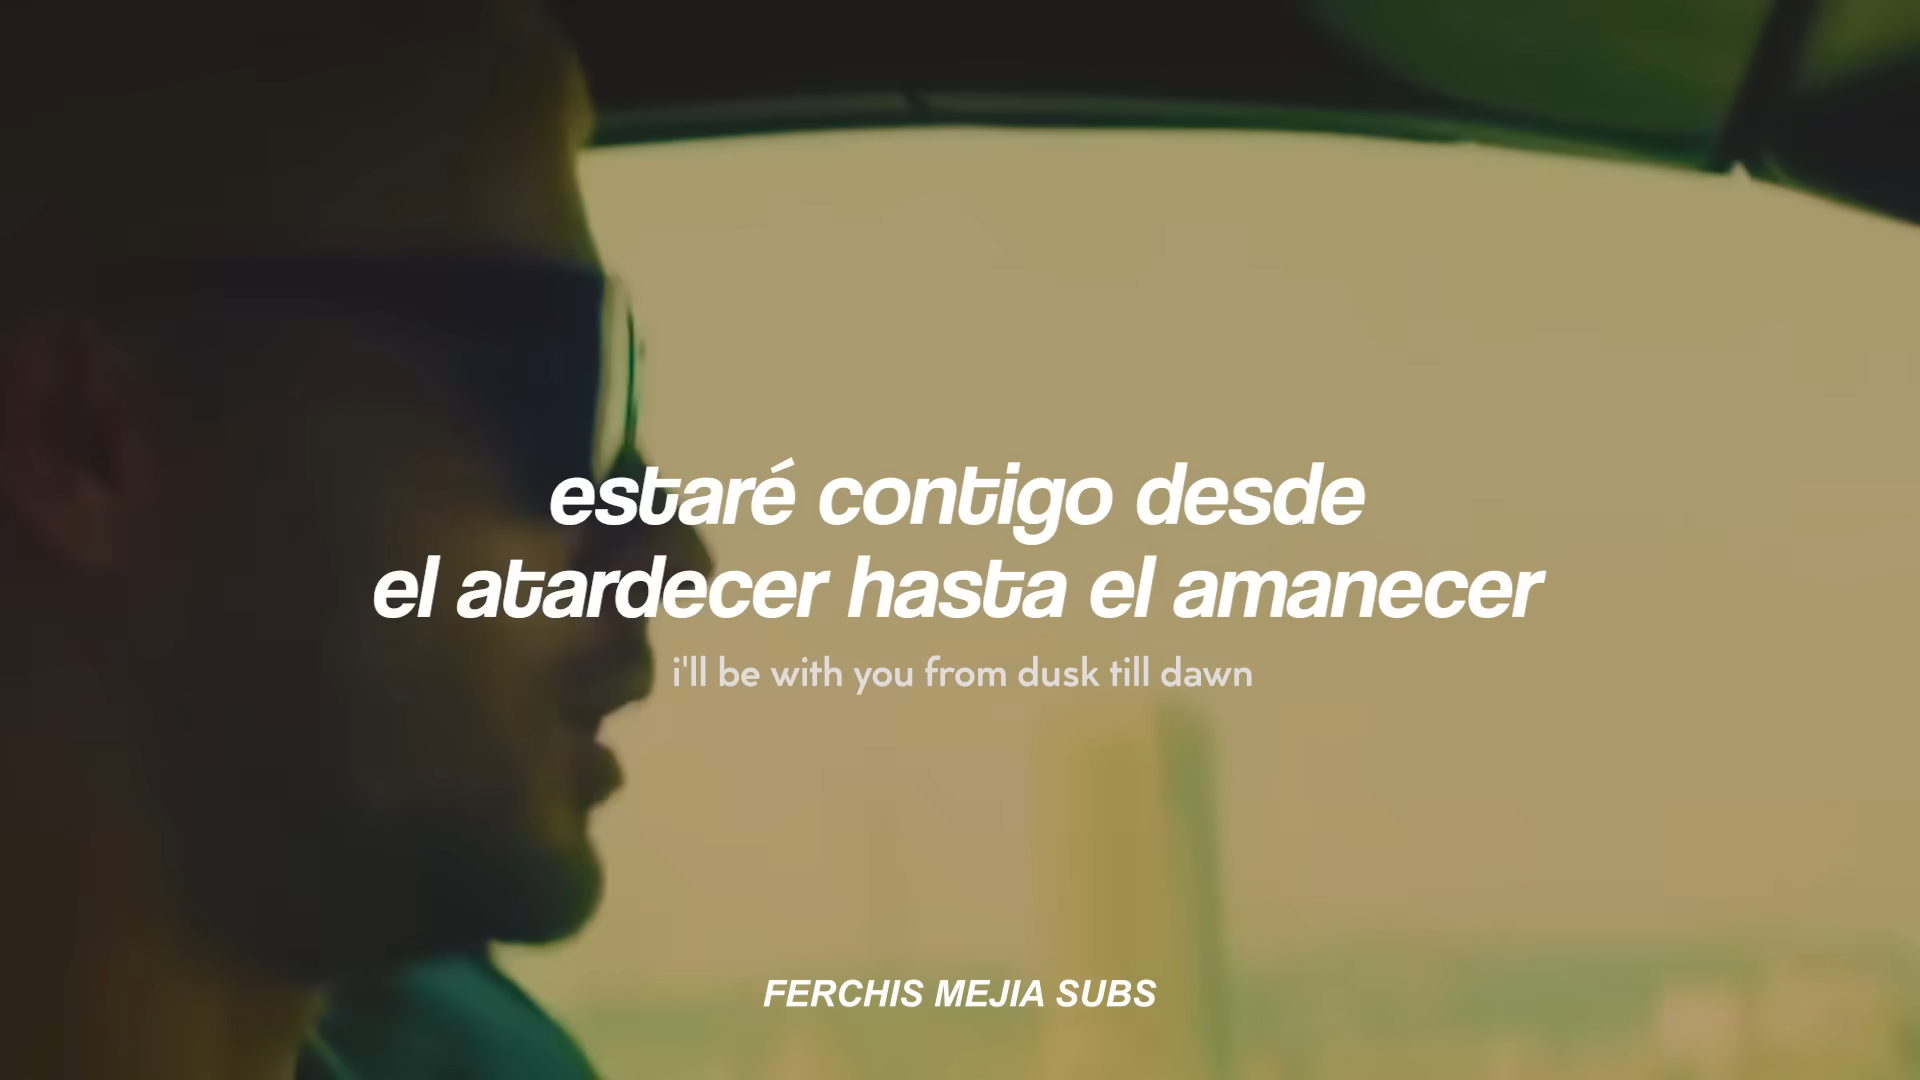 estaré contigo desde
el atardecer hasta el amanecer
i'll be with you from dusk till dawn
FERCHIS MEJIA SUBS